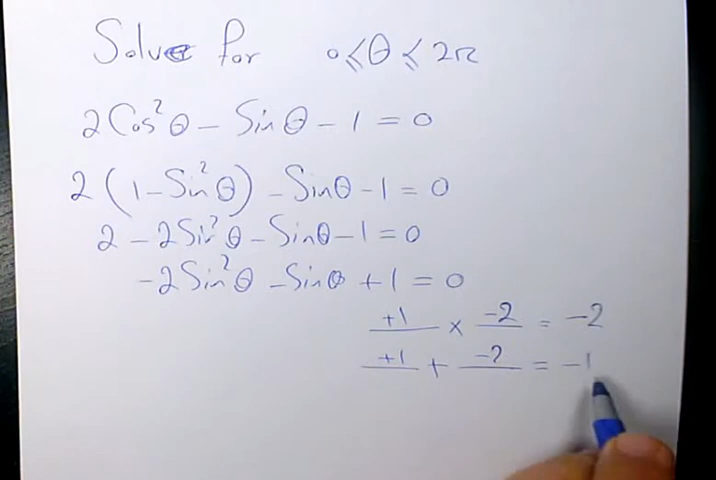 Solve for 0 ≤ θ ≤ 2π
2Cos²θ - Sinθ - 1 = 0
2(1 - Sin²θ) - Sinθ - 1 = 0
2 - 2Sin²θ - Sinθ - 1 = 0
-2Sin²θ - Sinθ + 1 = 0
+1 × -2 = -2
+1 + -2 = -1